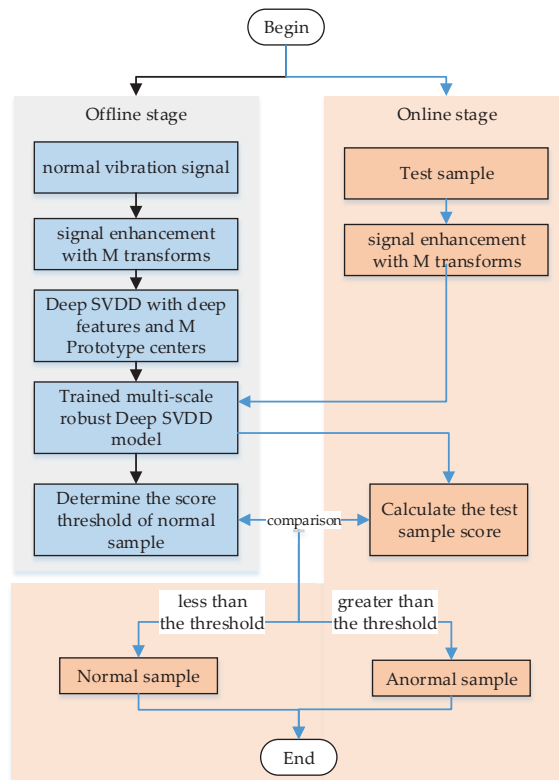 Begin
Offline stage
Online stage
normal vibration signal
Test sample
signal enhancement
with M transforms
signal enhancement
with M transforms
Deep SVDD with deep
features and M
Prototype centers
Trained multi-scale
robust Deep SVDD
model
Determine the score
threshold of normal
sample
comparison
Calculate the test
sample score
less than
the threshold
greater than
the threshold
Normal sample
Anormal sample
End